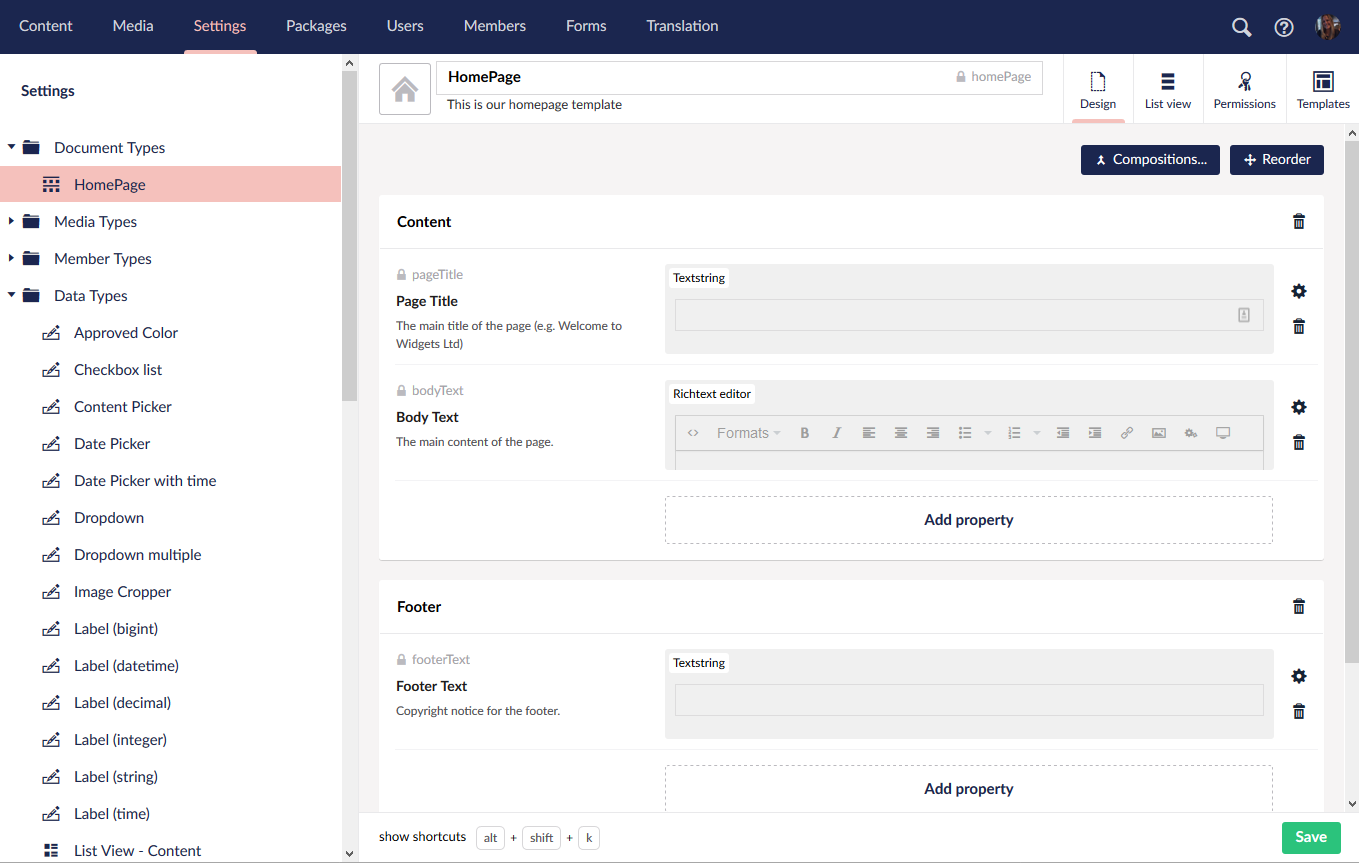 Content Media Settings Packages Users Members Forms Translation
Settings
Document Types
HomePage
Media Types
Member Types
Data Types
Approved Color
Checkbox list
Content Picker
Date Picker
Date Picker with time
Dropdown
Dropdown multiple
Image Cropper
Label (bigint)
Label (datetime)
Label (decimal)
Label (integer)
Label (string)
Label (time)
List View - Content
HomePage homePage
This is our homepage template
Design List view Permissions Templates
Compositions... Reorder
Content
pageTitle
Page Title
The main title of the page (e.g. Welcome to
Widgets Ltd)
Textstring
bodyText
Body Text
The main content of the page.
Richtext editor
Formats B I
Add property
Footer
footerText
Footer Text
Copyright notice for the footer.
Textstring
Add property
show shortcuts alt + shift + k
Save